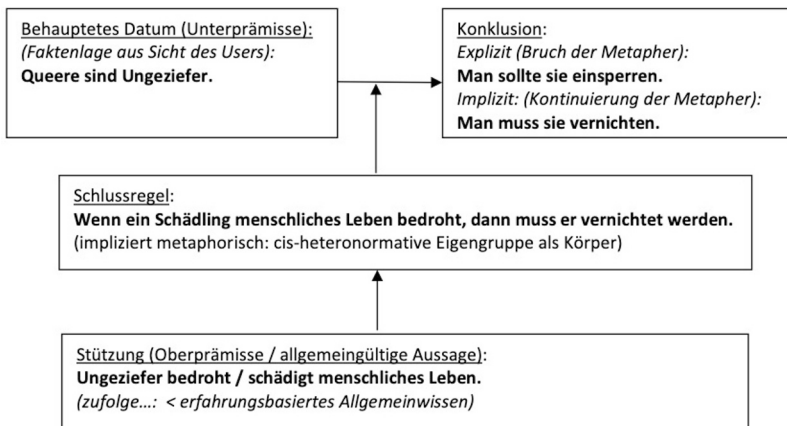 Behauptetes Datum (Unterprämisse):
(Faktenlage aus Sicht des Users):
Queere sind Ungeziefer.
Konklusion:
Explizit (Bruch der Metapher):
Man sollte sie einsperren.
Implizit: (Kontinuierung der Metapher):
Man muss sie vernichten.
Schlussregel:
Wenn ein Schädling menschliches Leben bedroht, dann muss er vernichtet werden.
(impliziert metaphorisch: cis-heteronormative Eigengruppe als Körper)
Stützung (Oberprämisse / allgemeingültige Aussage):
Ungeziefer bedroht / schädigt menschliches Leben.
(zufolge…: < erfahrungsbasiertes Allgemeinwissen)